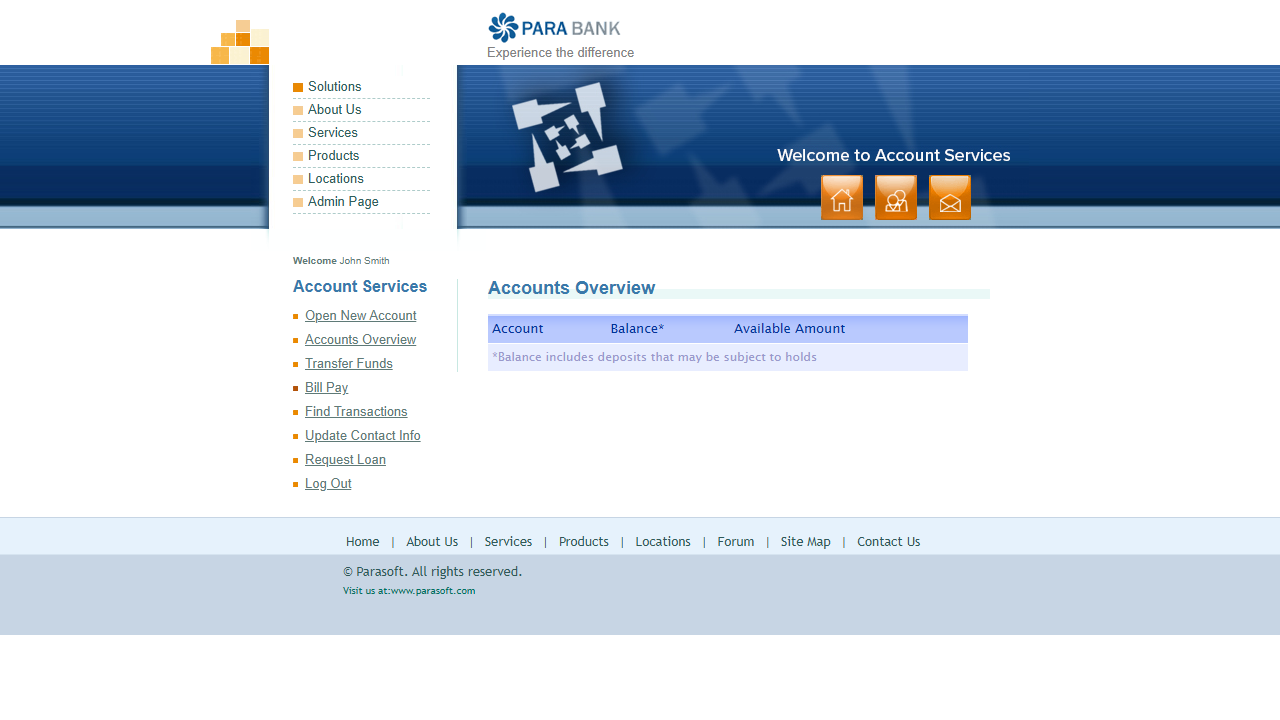 PARA BANK
Experience the difference
Solutions
About Us
Services
Products
Locations
Admin Page
Welcome to Account Services
Welcome John Smith
Account Services
Open New Account
Accounts Overview
Transfer Funds
Bill Pay
Find Transactions
Update Contact Info
Request Loan
Log Out
Accounts Overview
Account Balance* Available Amount
*Balance includes deposits that may be subject to holds
Home | About Us | Services | Products | Locations | Forum | Site Map | Contact Us
© Parasoft. All rights reserved.
Visit us at:www.parasoft.com